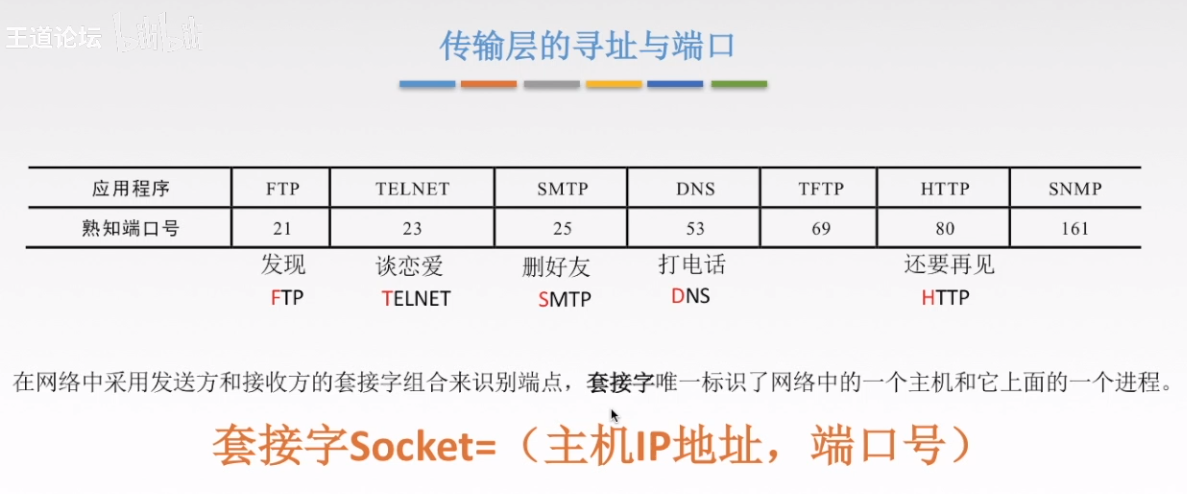 王道论坛 bilibili
传输层的寻址与端口
应用程序 FTP TELNET SMTP DNS TFTP HTTP SNMP
熟知端口号 21 23 25 53 69 80 161
发现 谈恋爱 删好友 打电话 还要再见
FTP TELNET SMTP DNS HTTP
在网络中采用发送方和接收方的套接字组合来识别端点，套接字唯一标识了网络中的一个主机和它上面的一个进程。
套接字Socket=（主机IP地址，端口号）